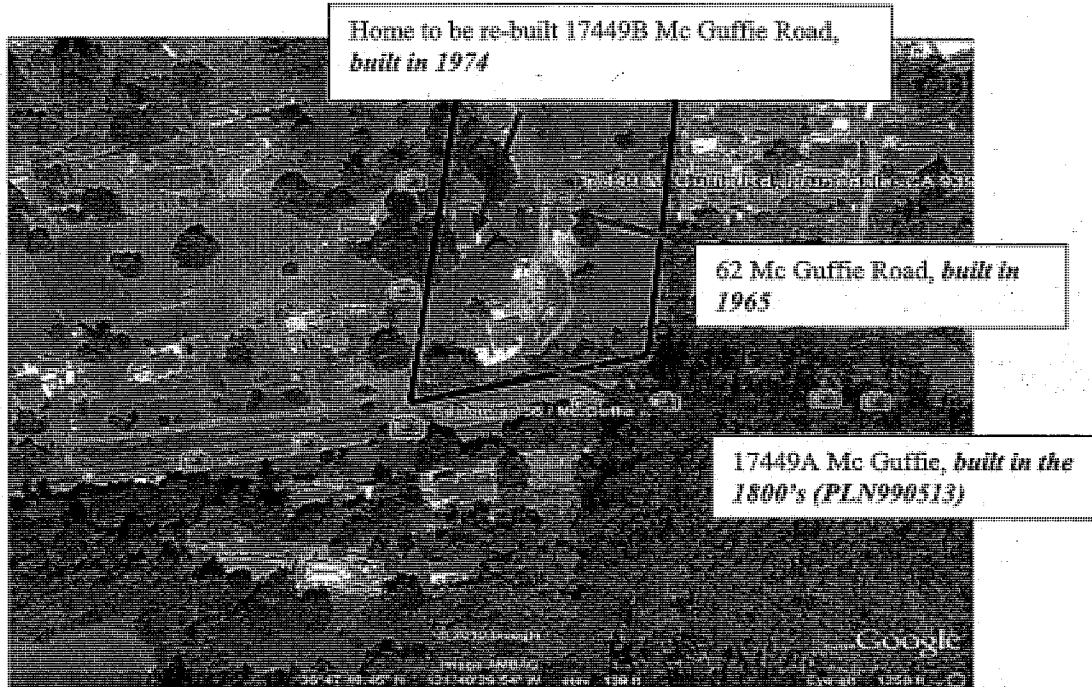 Home to be re-built 17449B Mc Guffie Road,
built in 1974
62 Mc Guffie Road, built in
1965
17449A Mc Guffie, built in the
1800's (PLN990513)
Google